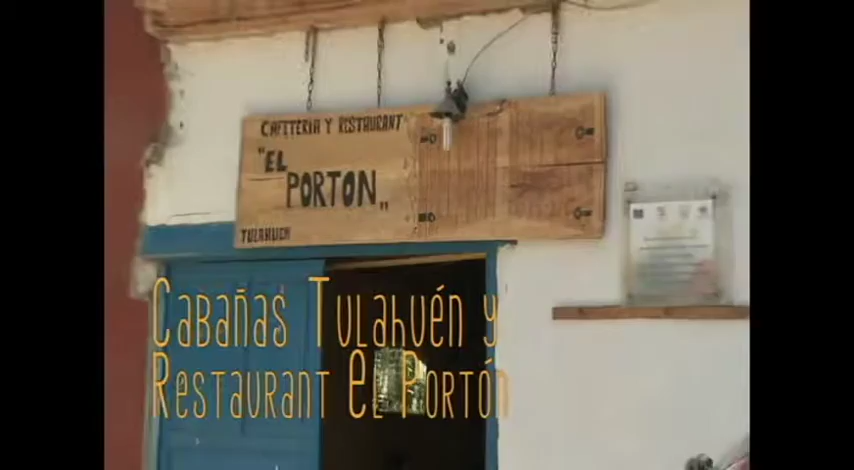 CAFETERIA Y RESTAURANT
"EL
PORTON"
TULAHUEN
Cabañas Tulahuén y
Restaurant el Portón